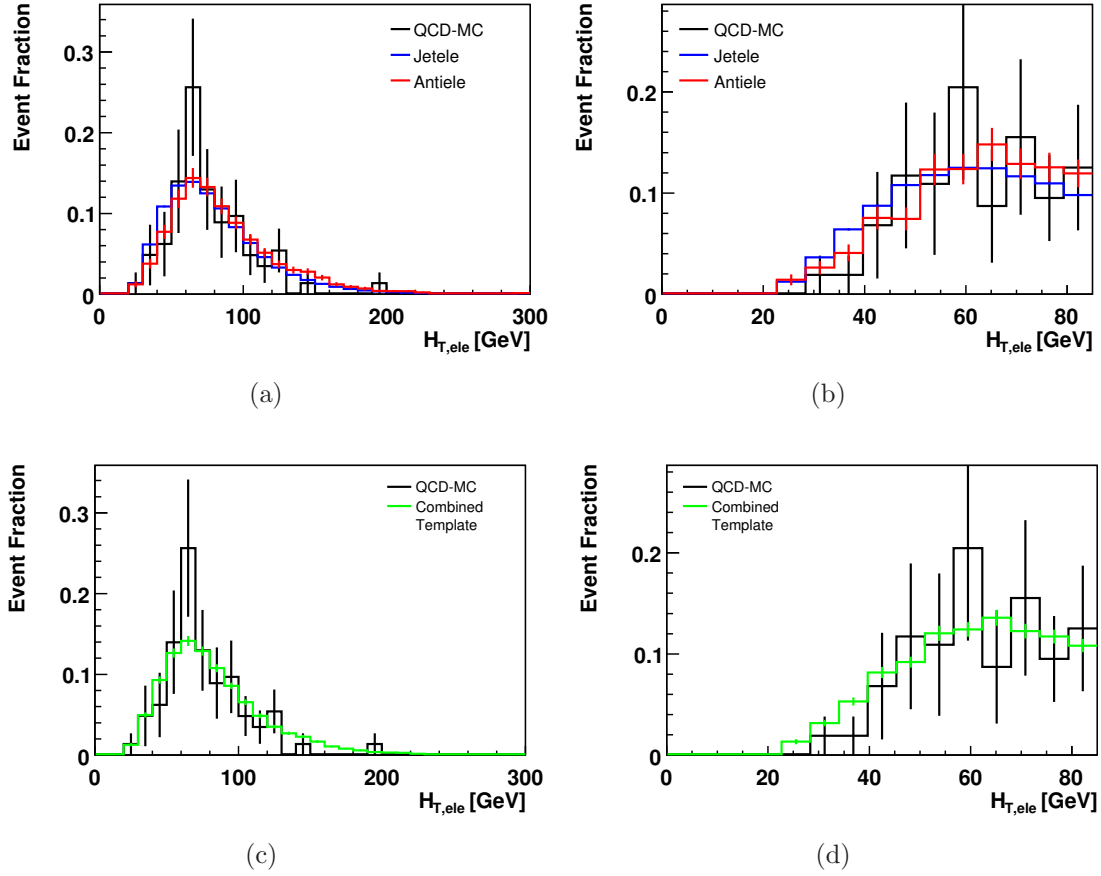 Event Fraction
0.3
0.2
0.1
0
QCD-MC
Jetele
Antiele
0 100 200 300
H_T,ele [GeV]
(a)
Event Fraction
0.2
0.1
0
QCD-MC
Jetele
Antiele
0 20 40 60 80
H_T,ele [GeV]
(b)
Event Fraction
0.3
0.2
0.1
0
QCD-MC
Combined
Template
0 100 200 300
H_T,ele [GeV]
(c)
Event Fraction
0.2
0.1
0
QCD-MC
Combined
Template
0 20 40 60 80
H_T,ele [GeV]
(d)